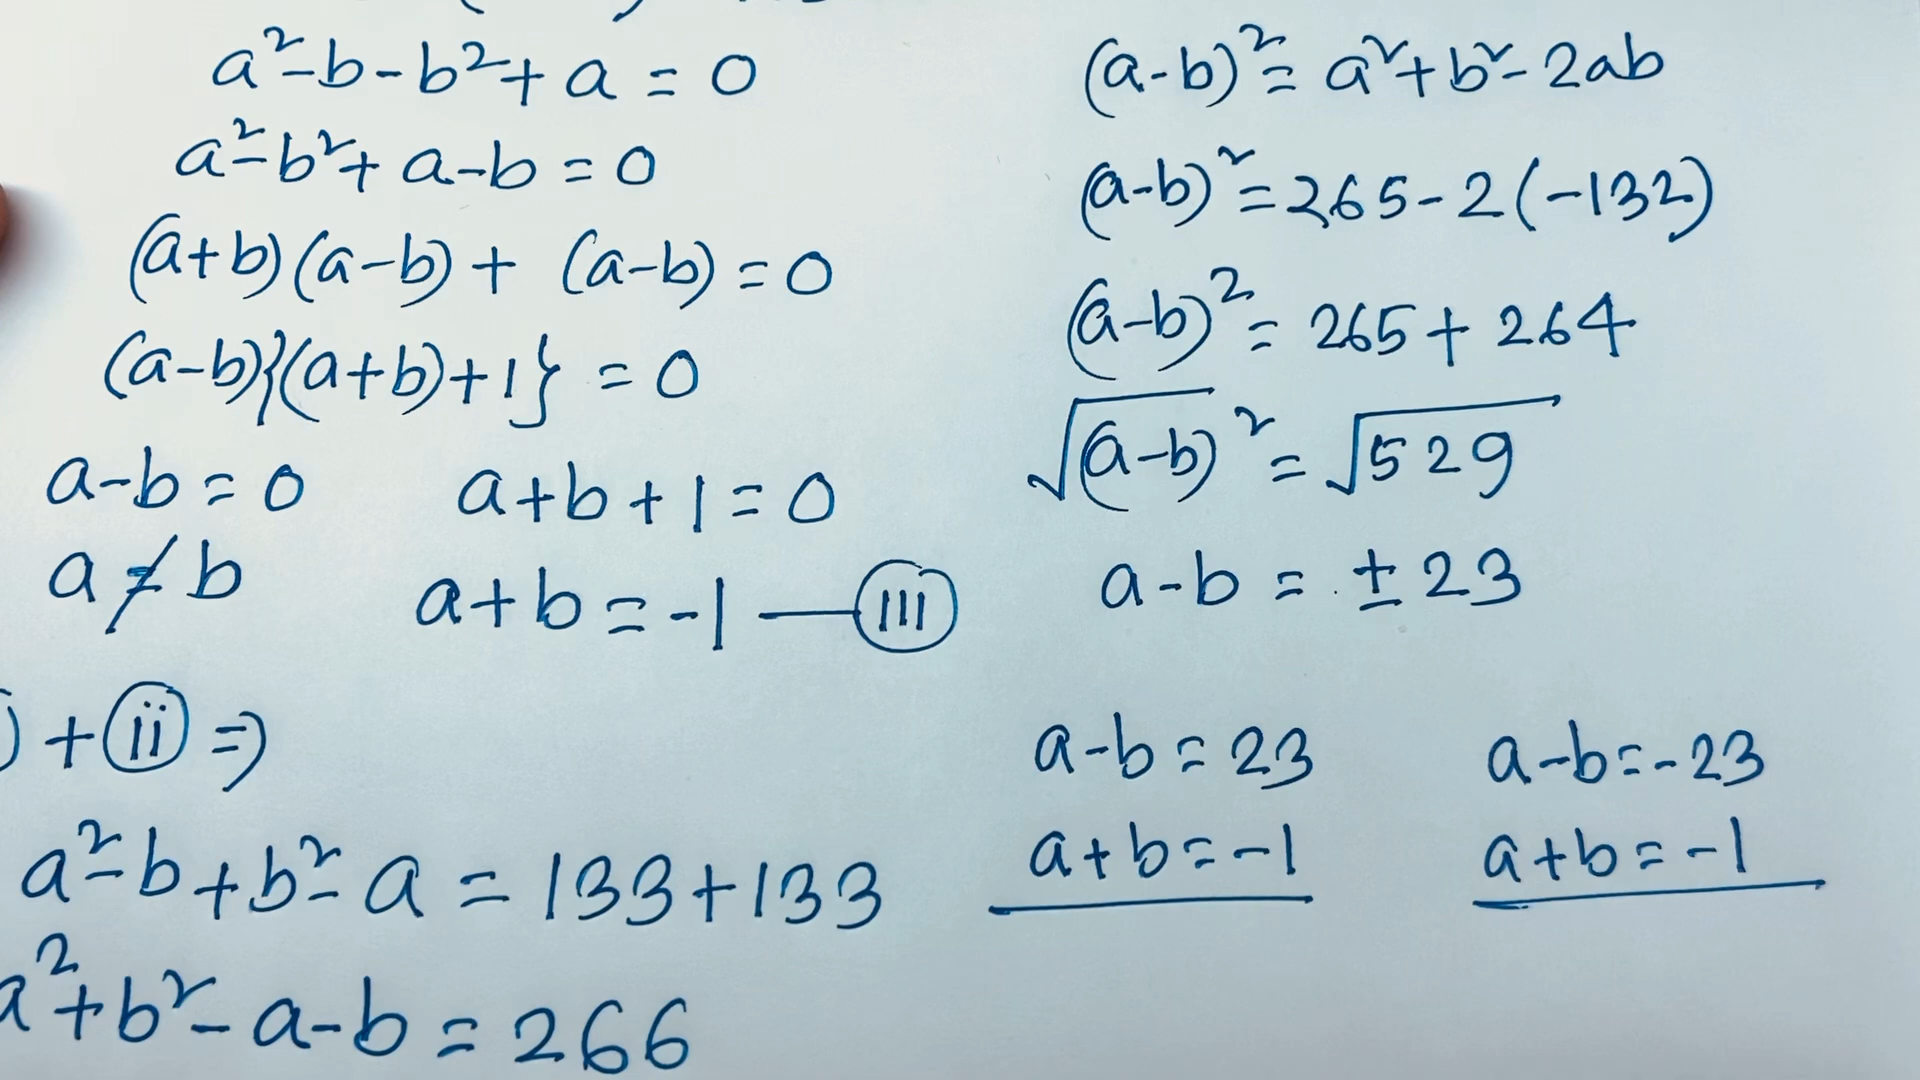 a²-b-b²+a=0
a²-b²+a-b=0
(a+b)(a-b)+(a-b)=0
(a-b){(a+b)+1}=0
a-b=0 a+b+1=0
a≠b a+b=-1 —(iii)
) + (ii) ⇒
a²-b+b²-a=133+133
a²+b²-a-b=266
(a-b)²=a²+b²-2ab
(a-b)²=265-2(-132)
(a-b)²=265+264
√(a-b)²=√529
a-b=±23
a-b=23 a-b=-23
a+b=-1 a+b=-1